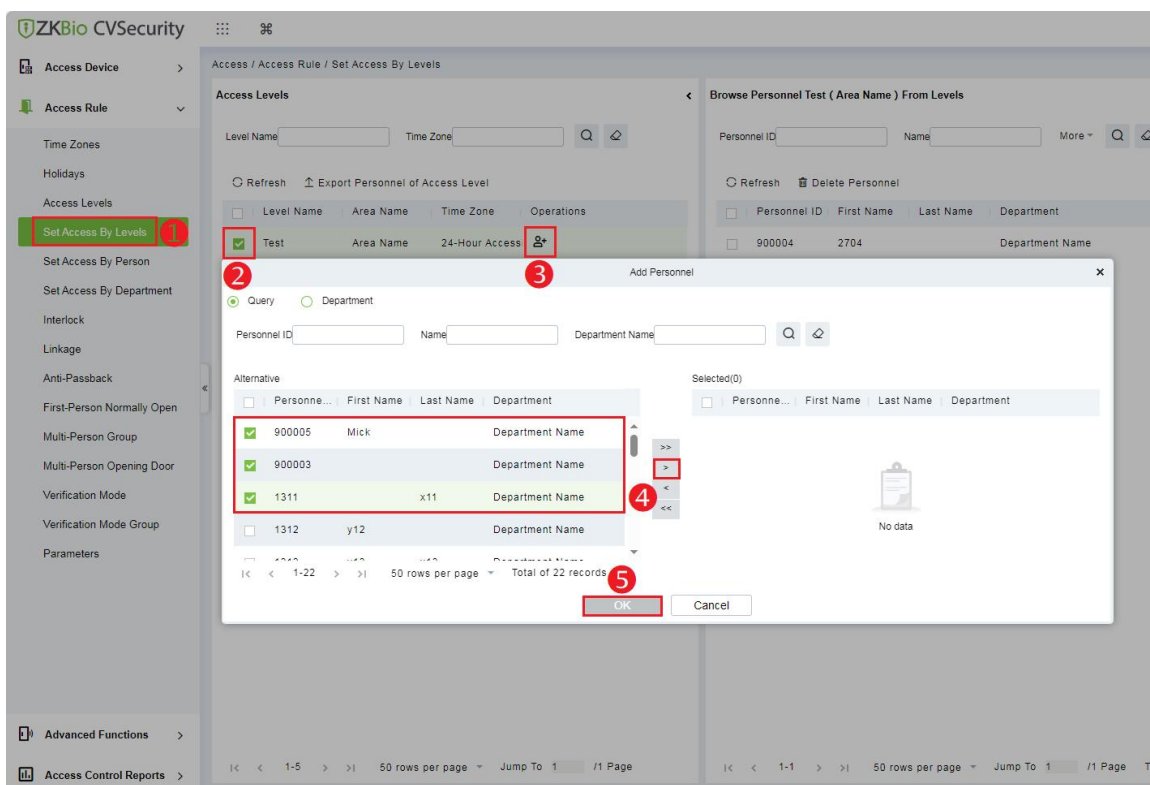 ZKBio CVSecurity
Access Device
Access Rule
Time Zones
Holidays
Access Levels
Set Access By Levels 1
Set Access By Person
Set Access By Department
Interlock
Linkage
Anti-Passback
First-Person Normally Open
Multi-Person Group
Multi-Person Opening Door
Verification Mode
Verification Mode Group
Parameters
Advanced Functions
Access Control Reports
Access / Access Rule / Set Access By Levels
Access Levels
Level Name Time Zone
Refresh Export Personnel of Access Level
Level Name Area Name Time Zone Operations
Test Area Name 24-Hour Access
2 3
Browse Personnel Test ( Area Name ) From Levels
Personnel ID Name More
Refresh Delete Personnel
Personnel ID First Name Last Name Department
900004 2704 Department Name
Add Personnel
Query Department
Personnel ID Name Department Name
Alternative
Personne... First Name Last Name Department
900005 Mick Department Name
900003 Department Name
1311 x11 Department Name
1312 y12 Department Name
>>
>
<
<<
4
1-22 50 rows per page Total of 22 records
Selected(0)
Personne... First Name Last Name Department
No data
5
OK Cancel
1-5 50 rows per page Jump To 1 /1 Page
1-1 50 rows per page Jump To 1 /1 Page